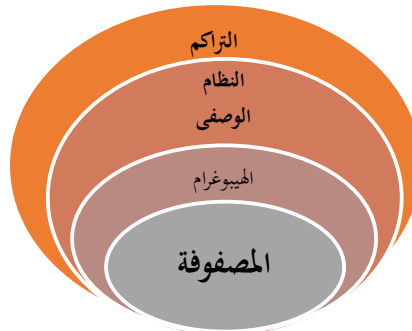 التراكم
النظام
الوصفى
الهيبوغرام
المصفوفة